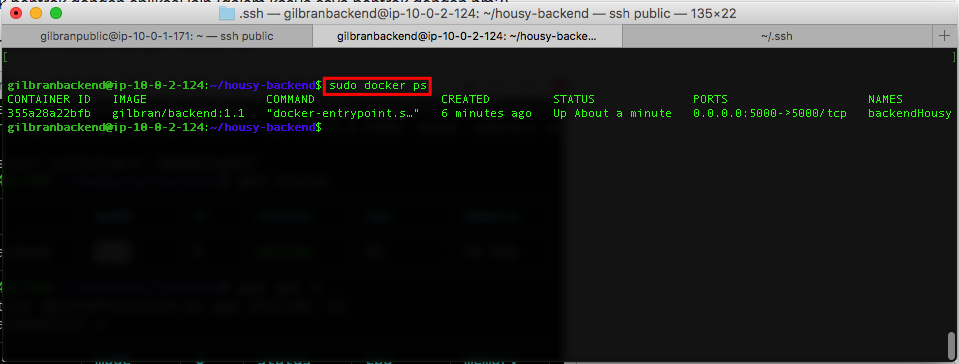 .ssh — gilbranbackend@ip-10-0-2-124: ~/housy-backend — ssh public — 135×22
gilbranpublic@ip-10-0-1-171: ~ — ssh public gilbranbackend@ip-10-0-2-124: ~/housy-backe... ~/.ssh +
[ ]
gilbranbackend@ip-10-0-2-124:~/housy-backend$ sudo docker ps
CONTAINER ID IMAGE COMMAND CREATED STATUS PORTS NAMES
355a28a22bfb gilbran/backend:1.1 "docker-entrypoint.s…" 6 minutes ago Up About a minute 0.0.0.0:5000->5000/tcp backendHousy
gilbranbackend@ip-10-0-2-124:~/housy-backend$